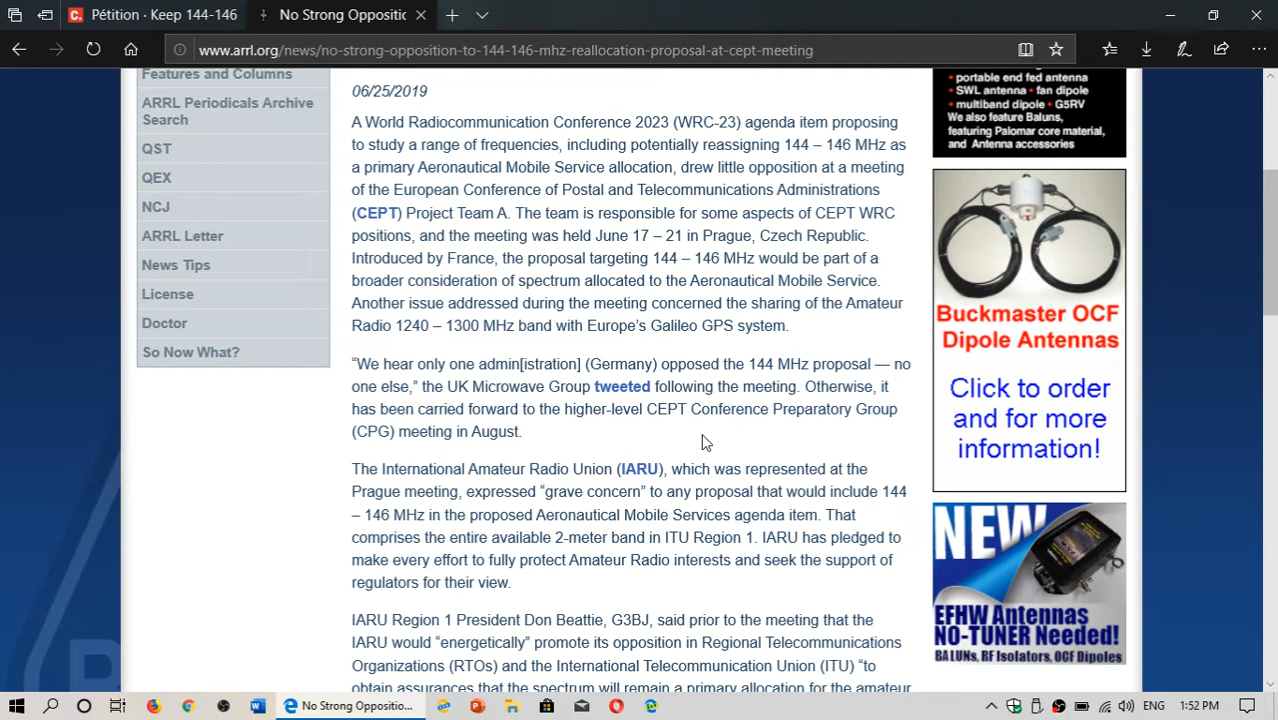 Pétition · Keep 144-146
No Strong Oppositic
www.arrl.org/news/no-strong-opposition-to-144-146-mhz-reallocation-proposal-at-cept-meeting
Features and Columns
ARRL Periodicals Archive
Search
QST
QEX
NCJ
ARRL Letter
News Tips
License
Doctor
So Now What?
06/25/2019
A World Radiocommunication Conference 2023 (WRC-23) agenda item proposing
to study a range of frequencies, including potentially reassigning 144 – 146 MHz as
a primary Aeronautical Mobile Service allocation, drew little opposition at a meeting
of the European Conference of Postal and Telecommunications Administrations
(CEPT) Project Team A. The team is responsible for some aspects of CEPT WRC
positions, and the meeting was held June 17 – 21 in Prague, Czech Republic.
Introduced by France, the proposal targeting 144 – 146 MHz would be part of a
broader consideration of spectrum allocated to the Aeronautical Mobile Service.
Another issue addressed during the meeting concerned the sharing of the Amateur
Radio 1240 – 1300 MHz band with Europe's Galileo GPS system.
“We hear only one admin[istration] (Germany) opposed the 144 MHz proposal — no
one else,” the UK Microwave Group tweeted following the meeting. Otherwise, it
has been carried forward to the higher-level CEPT Conference Preparatory Group
(CPG) meeting in August.
The International Amateur Radio Union (IARU), which was represented at the
Prague meeting, expressed “grave concern” to any proposal that would include 144
– 146 MHz in the proposed Aeronautical Mobile Services agenda item. That
comprises the entire available 2-meter band in ITU Region 1. IARU has pledged to
make every effort to fully protect Amateur Radio interests and seek the support of
regulators for their view.
IARU Region 1 President Don Beattie, G3BJ, said prior to the meeting that the
IARU would “energetically” promote its opposition in Regional Telecommunications
Organizations (RTOs) and the International Telecommunication Union (ITU) “to
obtain assurances that the spectrum will remain a primary allocation for the amateur
• portable end fed antenna
• SWL antenna • fan dipole
• multiband dipole • G5RV
We also feature Baluns,
featuring Palomar core material,
and Antenna accessories
Buckmaster OCF
Dipole Antennas
Click to order
and for more
information!
NEW
EFHW Antennas
NO-TUNER Needed!
BALUNs, RF Isolators, OCF Dipoles
No Strong Oppositio...
ENG
1:52 PM